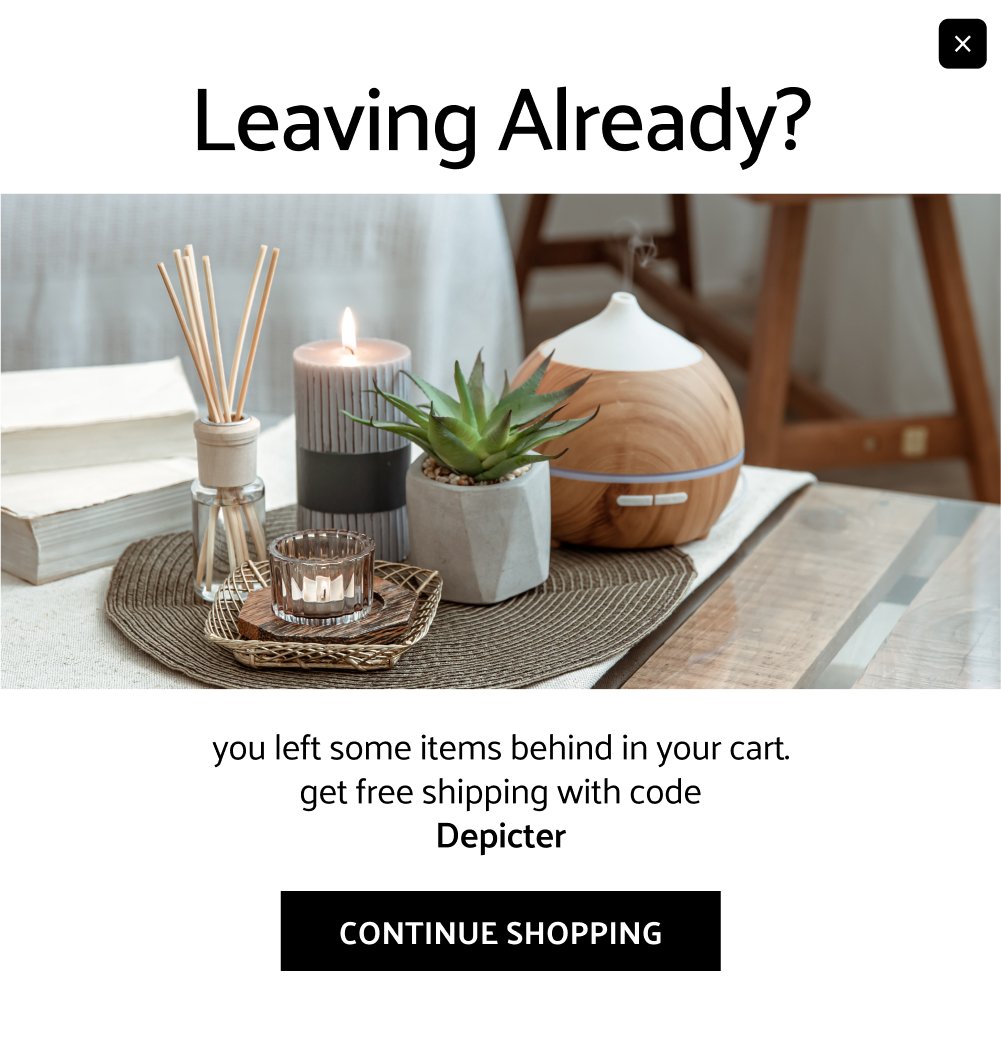 Leaving Already?
you left some items behind in your cart.
get free shipping with code
Depicter
CONTINUE SHOPPING